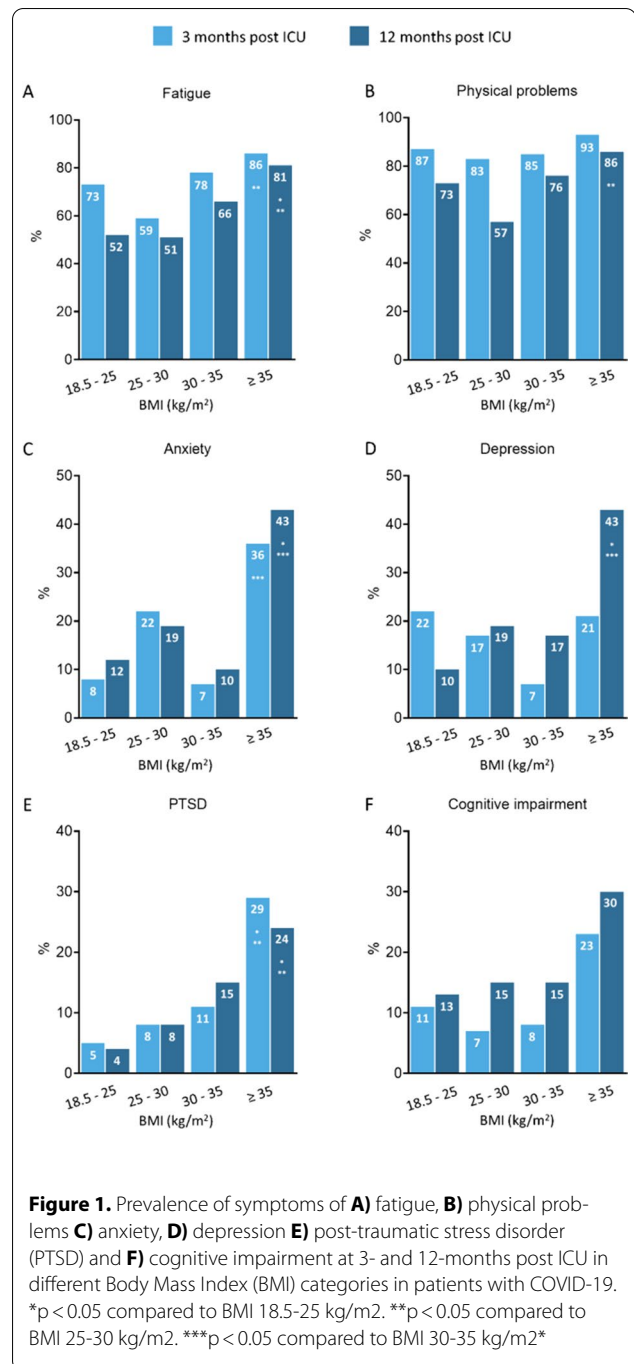 3 months post ICU
12 months post ICU
A
Fatigue
100
80
60
40
20
0
%
73
52
59
51
78
66
86
**
81
*
**
18.5 - 25
25 - 30
30 - 35
≥ 35
BMI (kg/m²)
B
Physical problems
100
80
60
40
20
0
%
87
73
83
57
85
76
93
86
**
18.5 - 25
25 - 30
30 - 35
≥ 35
BMI (kg/m²)
C
Anxiety
50
40
30
20
10
0
%
8
12
22
19
7
10
36
***
43
*
***
18.5 - 25
25 - 30
30 - 35
≥ 35
BMI (kg/m²)
D
Depression
50
40
30
20
10
0
%
22
10
17
19
7
17
21
43
*
***
18.5 - 25
25 - 30
30 - 35
≥ 35
BMI (kg/m²)
E
PTSD
40
30
20
10
0
%
5
4
8
8
11
15
29
*
**
24
*
**
18.5 - 25
25 - 30
30 - 35
≥ 35
BMI (kg/m²)
F
Cognitive impairment
40
30
20
10
0
%
11
13
7
15
8
15
23
30
18.5 - 25
25 - 30
30 - 35
≥ 35
BMI (kg/m²)
Figure 1. Prevalence of symptoms of A) fatigue, B) physical prob-
lems C) anxiety, D) depression E) post-traumatic stress disorder
(PTSD) and F) cognitive impairment at 3- and 12-months post ICU in
different Body Mass Index (BMI) categories in patients with COVID-19.
*p < 0.05 compared to BMI 18.5-25 kg/m2. **p < 0.05 compared to
BMI 25-30 kg/m2. ***p < 0.05 compared to BMI 30-35 kg/m2*